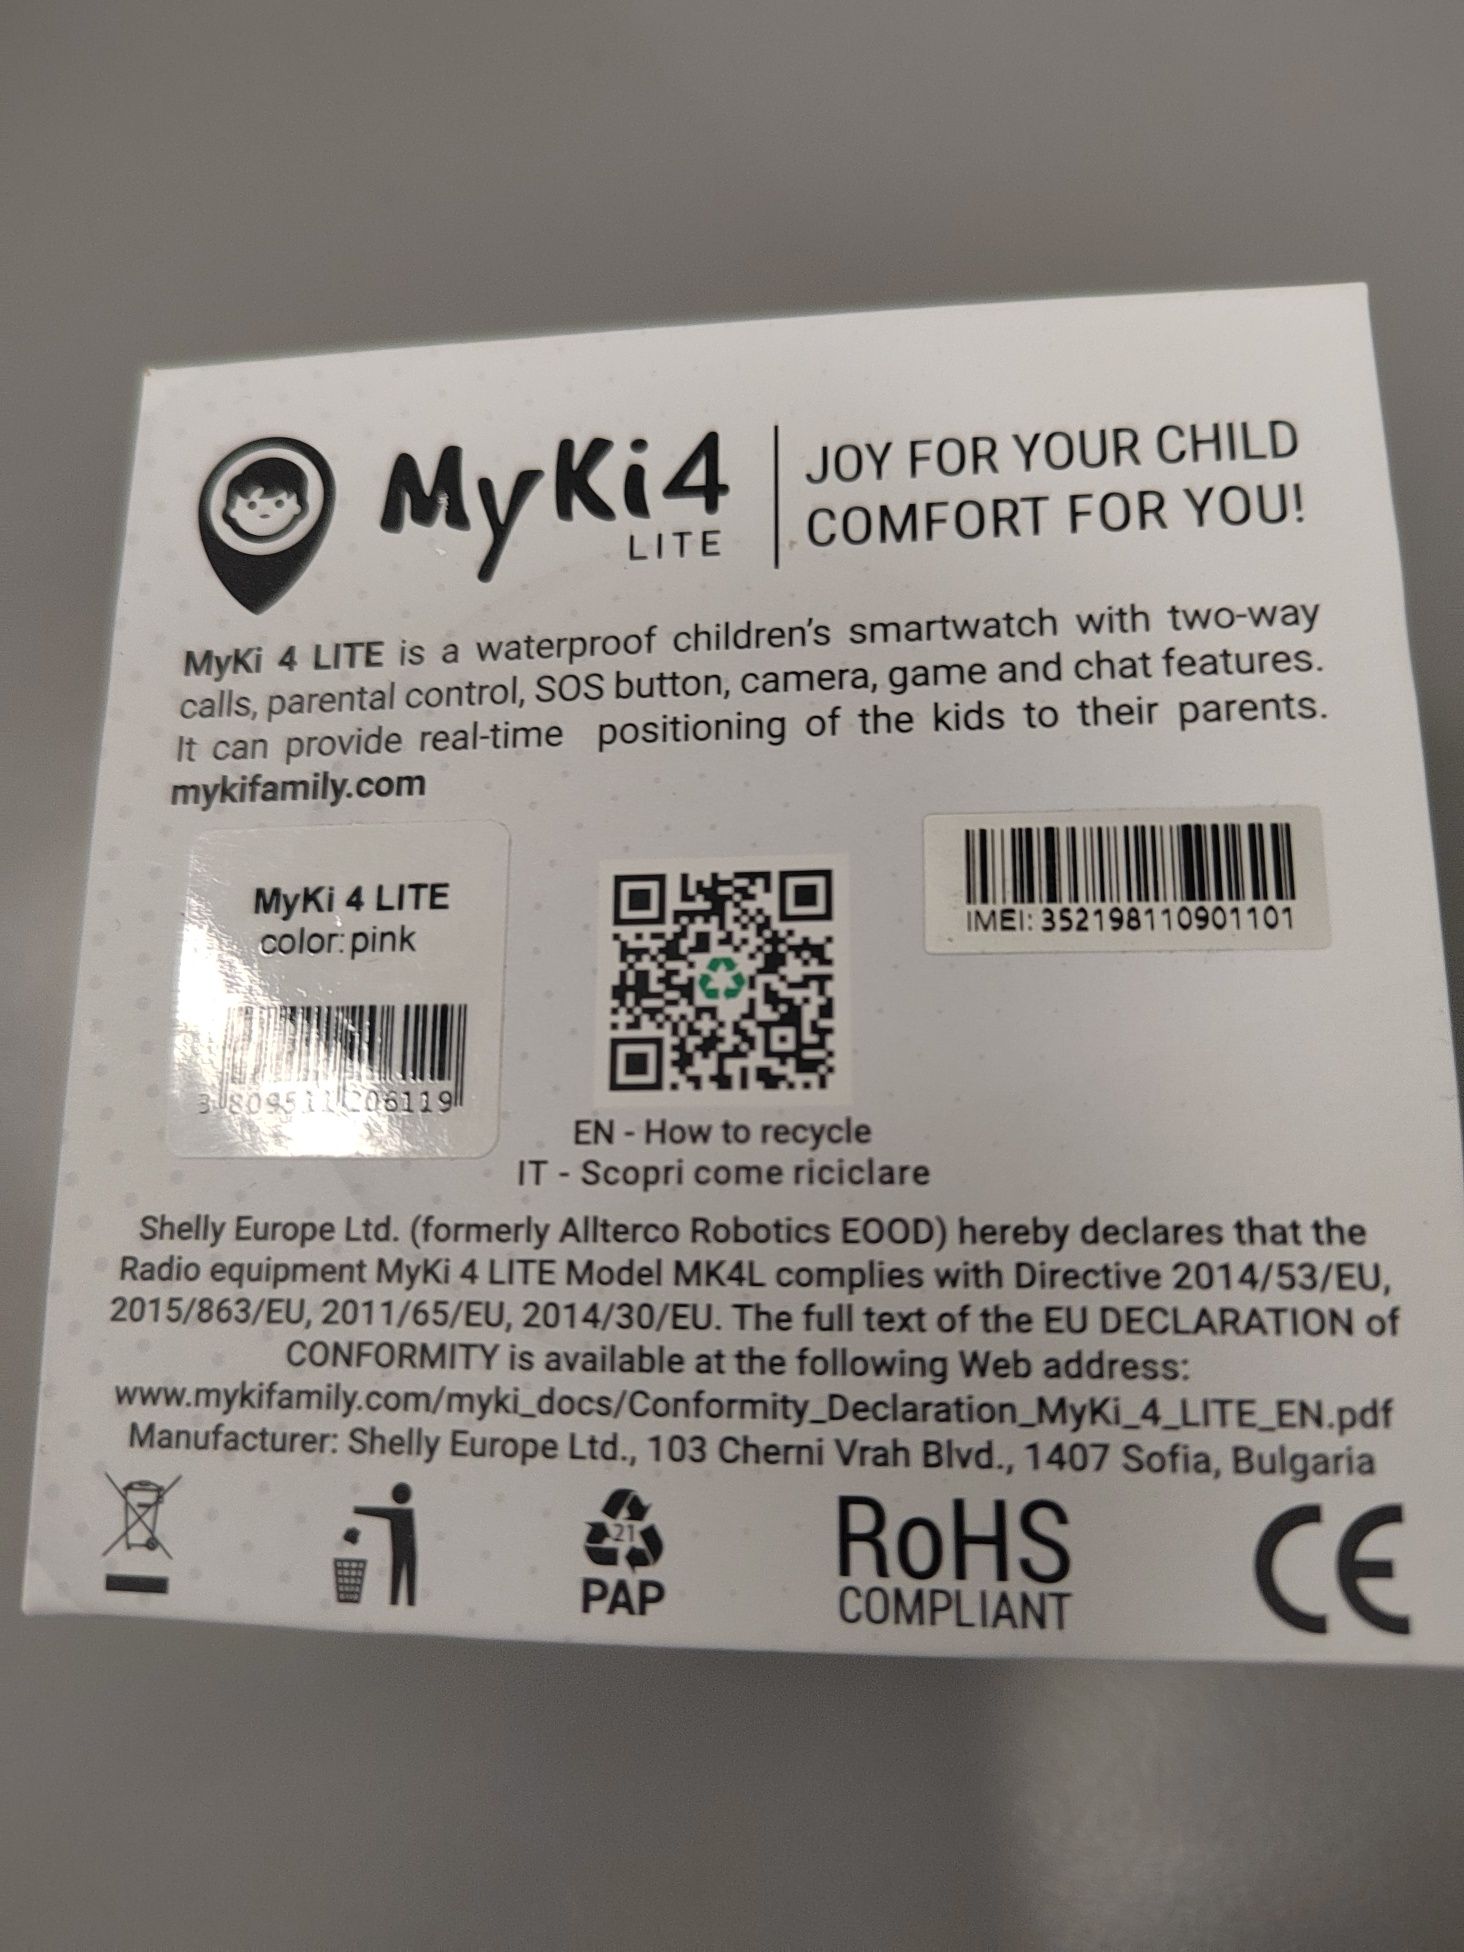 MyKi4
LITE
JOY FOR YOUR CHILD
COMFORT FOR YOU!
MyKi 4 LITE is a waterproof children's smartwatch with two-way
calls, parental control, SOS button, camera, game and chat features.
It can provide real-time positioning of the kids to their parents.
mykifamily.com
MyKi 4 LITE
color: pink
3 809511 206119
IMEI: 352198110901101
EN - How to recycle
IT - Scopri come riciclare
Shelly Europe Ltd. (formerly Allterco Robotics EOOD) hereby declares that the
Radio equipment MyKi 4 LITE Model MK4L complies with Directive 2014/53/EU,
2015/863/EU, 2011/65/EU, 2014/30/EU. The full text of the EU DECLARATION of
CONFORMITY is available at the following Web address:
www.mykifamily.com/myki_docs/Conformity_Declaration_MyKi_4_LITE_EN.pdf
Manufacturer: Shelly Europe Ltd., 103 Cherni Vrah Blvd., 1407 Sofia, Bulgaria
21
PAP
RoHS
COMPLIANT
CE